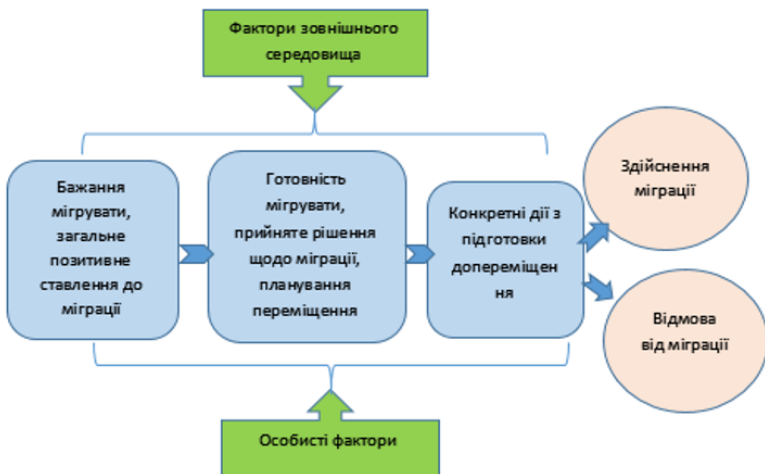 Фактори зовнішнього
середовища
Бажання
мігрувати,
загальне
позитивне
ставлення до
міграції
Готовність
мігрувати,
прийняте рішення
щодо міграції,
планування
переміщення
Конкретні дії з
підготовки
допереміщен
ня
Здійснення
міграції
Відмова
від міграції
Особисті фактори